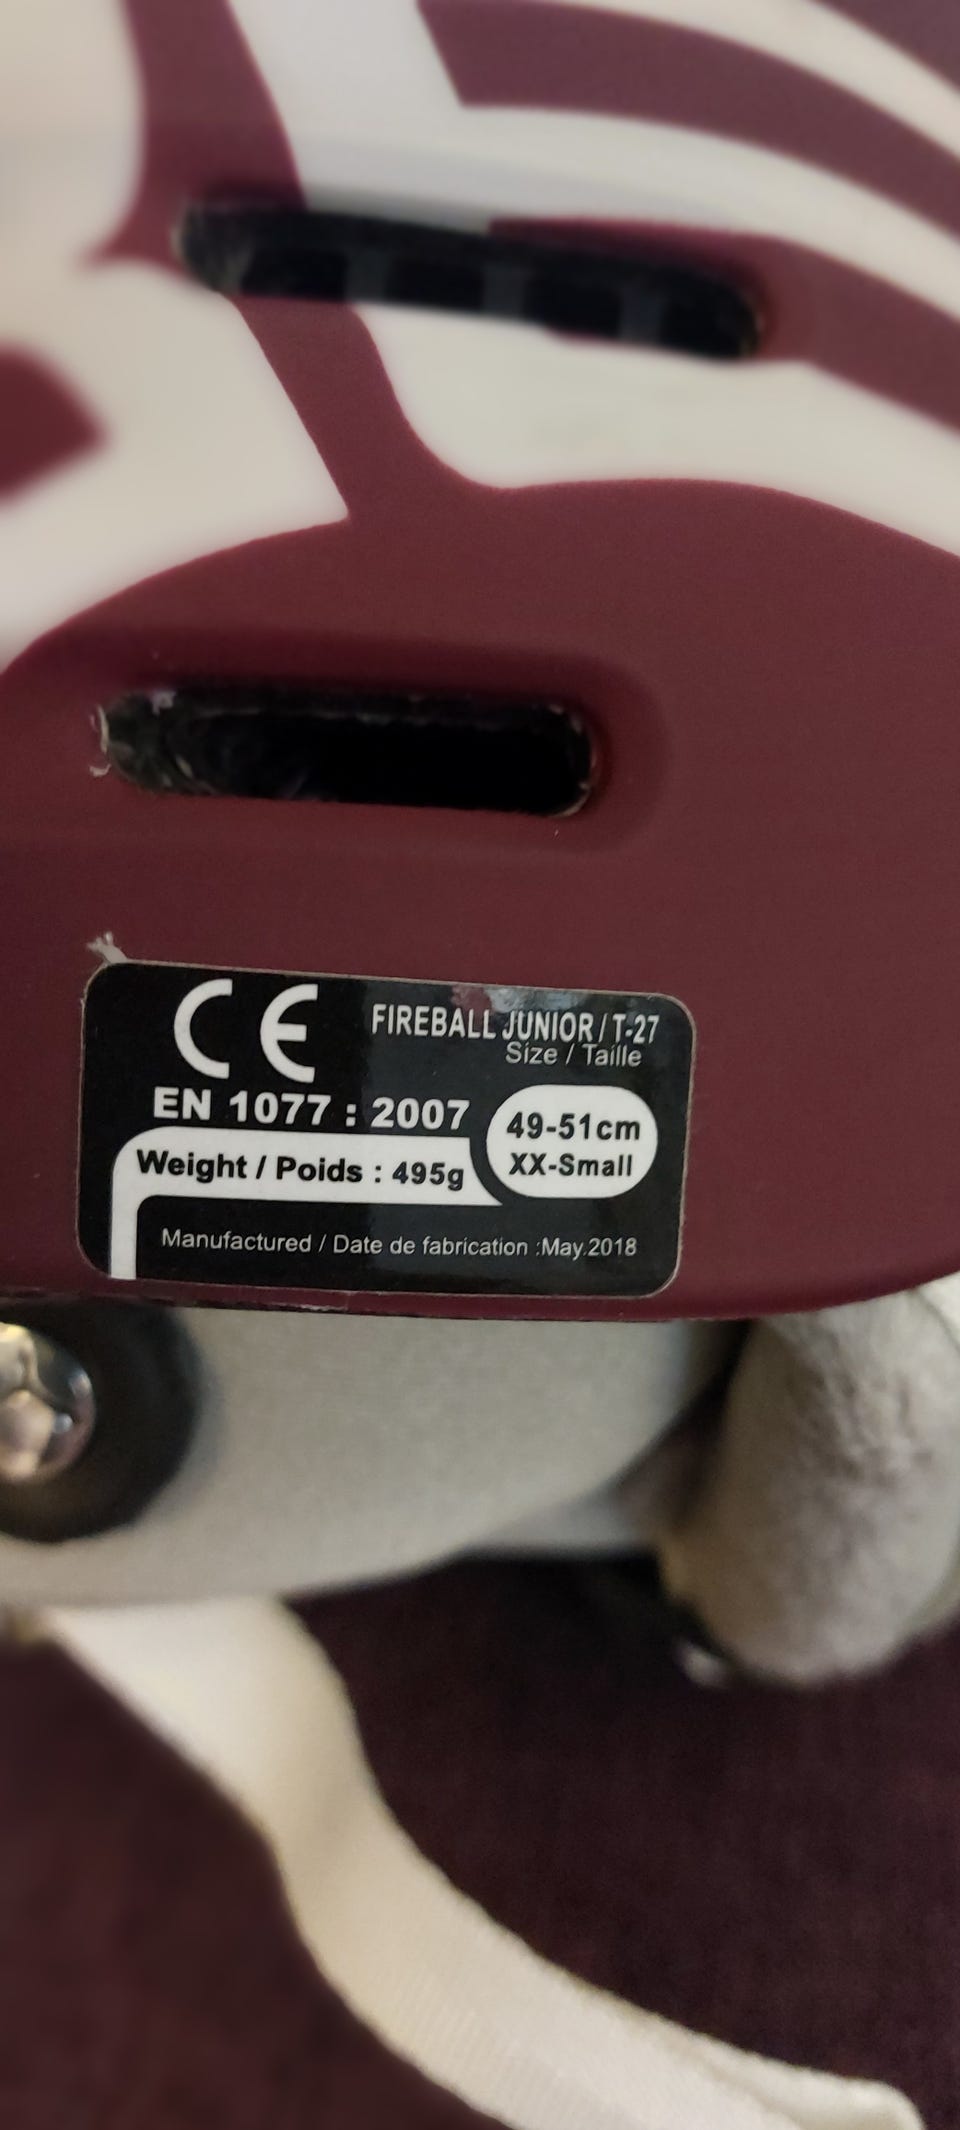 CE FIREBALL JUNIOR / T-27
Size / Taille
EN 1077 : 2007
49-51cm
XX-Small
Weight / Poids : 495g
Manufactured / Date de fabrication :May.2018